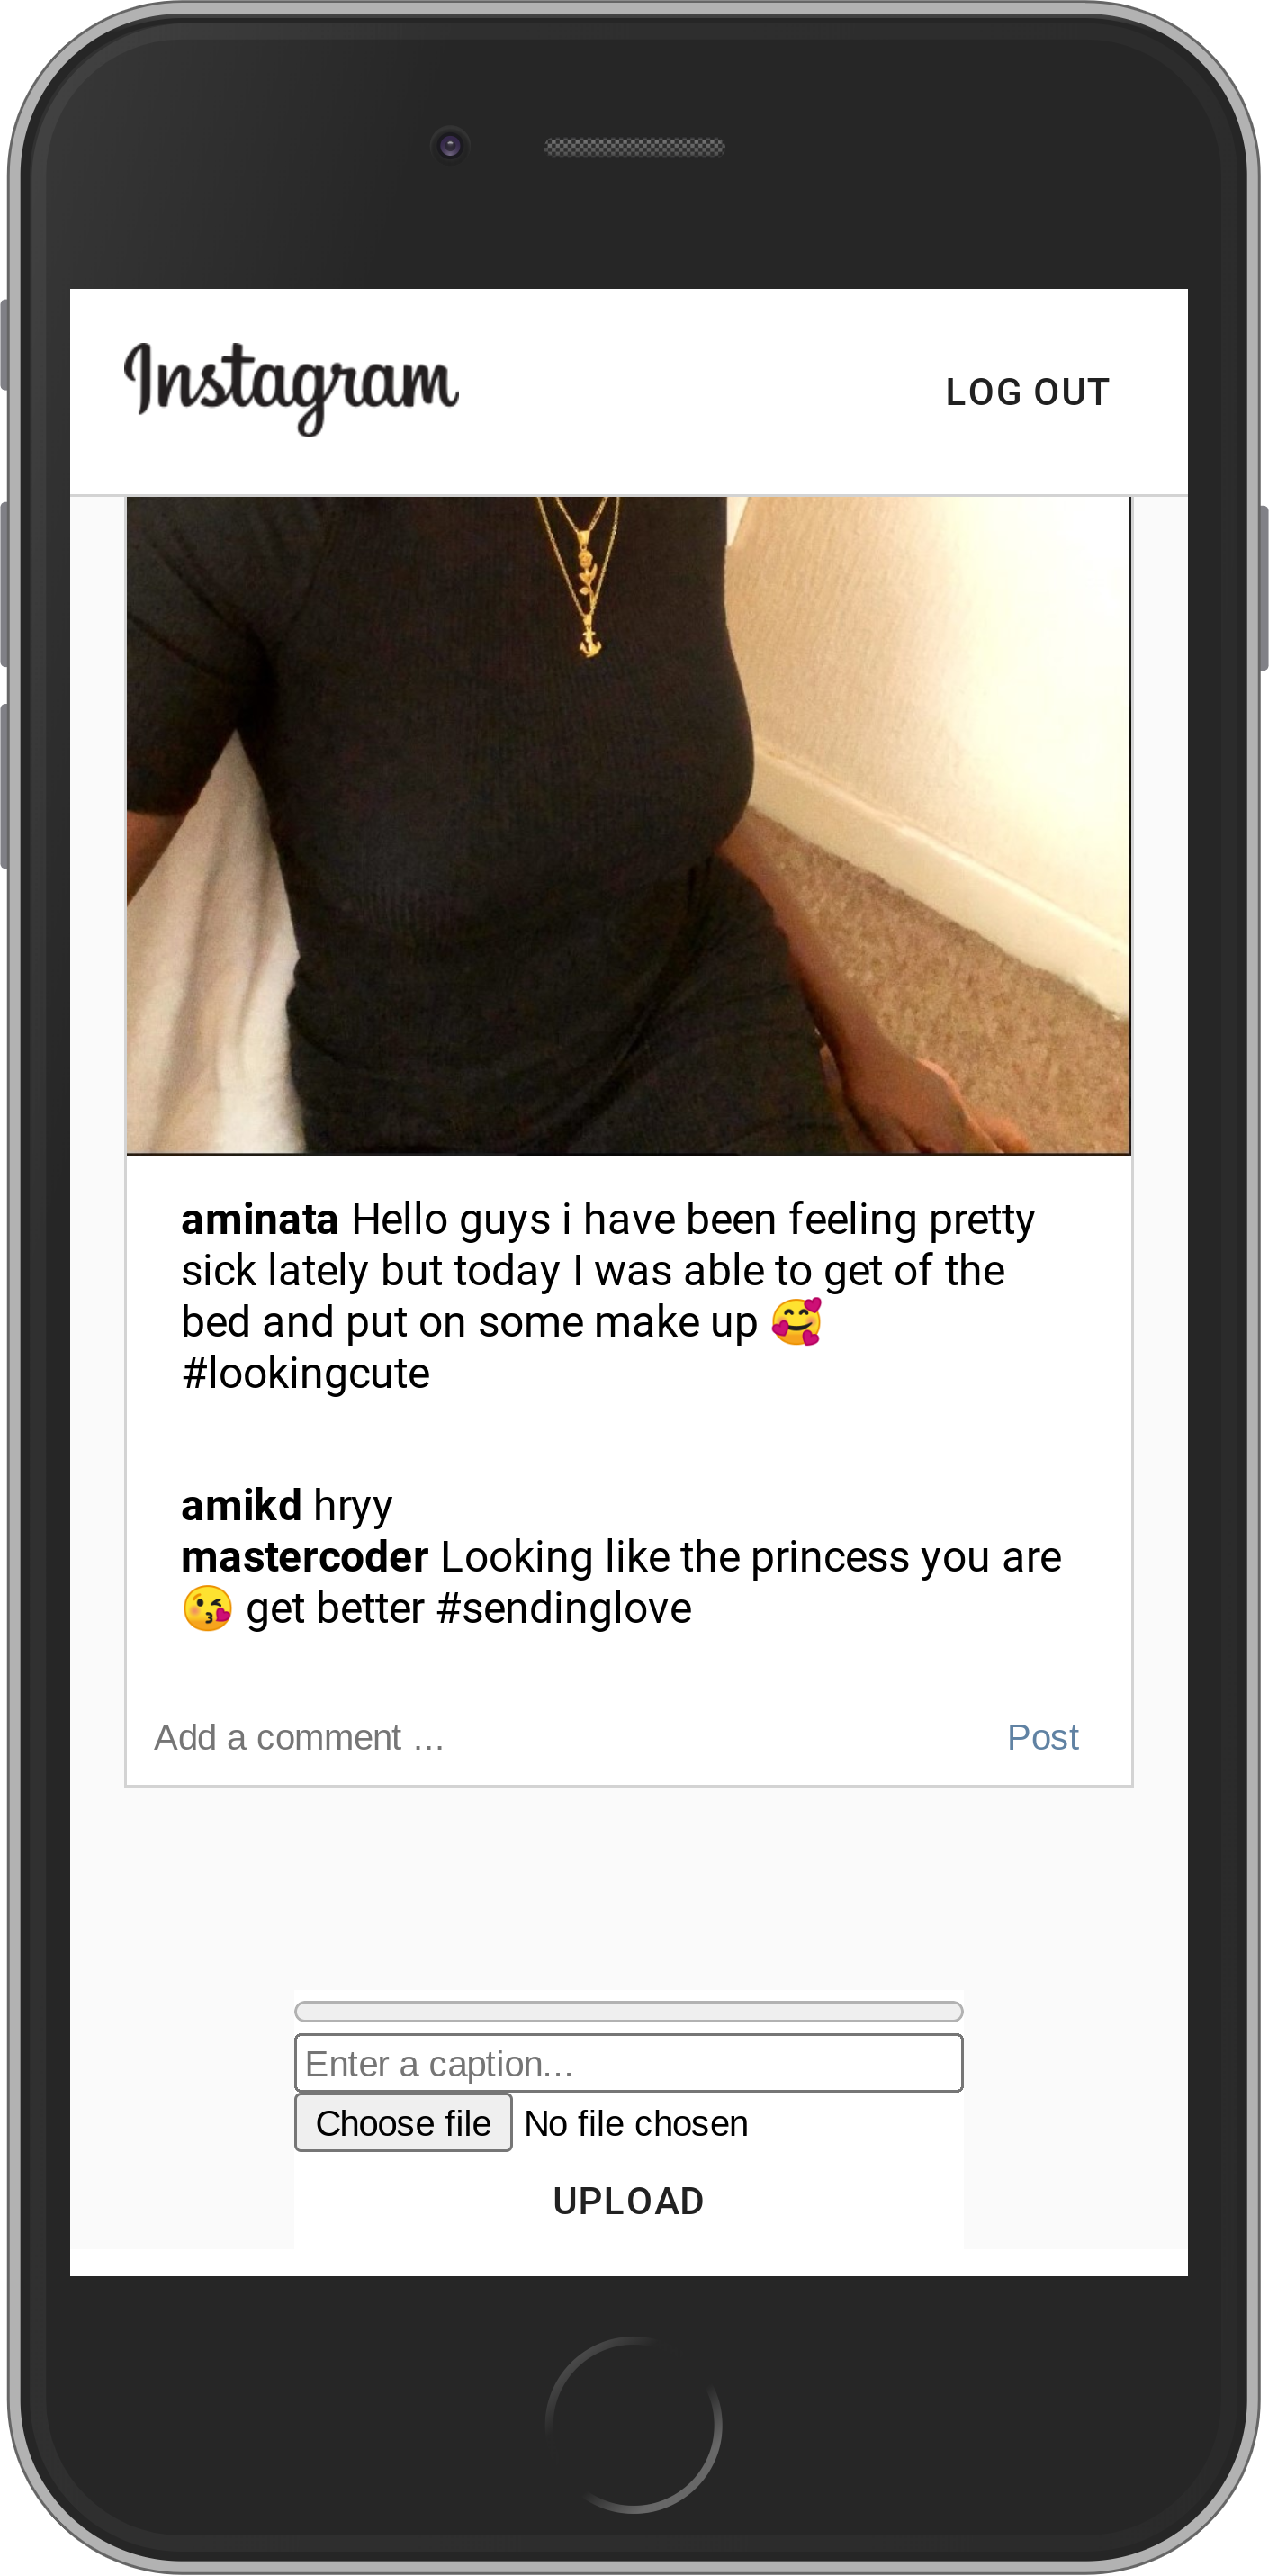 Instagram
LOG OUT
aminata Hello guys i have been feeling pretty
sick lately but today I was able to get of the
bed and put on some make up 🥰
#lookingcute
amikd hryy
mastercoder Looking like the princess you are
😘 get better #sendinglove
Add a comment ...
Post
Enter a caption...
Choose file No file chosen
UPLOAD